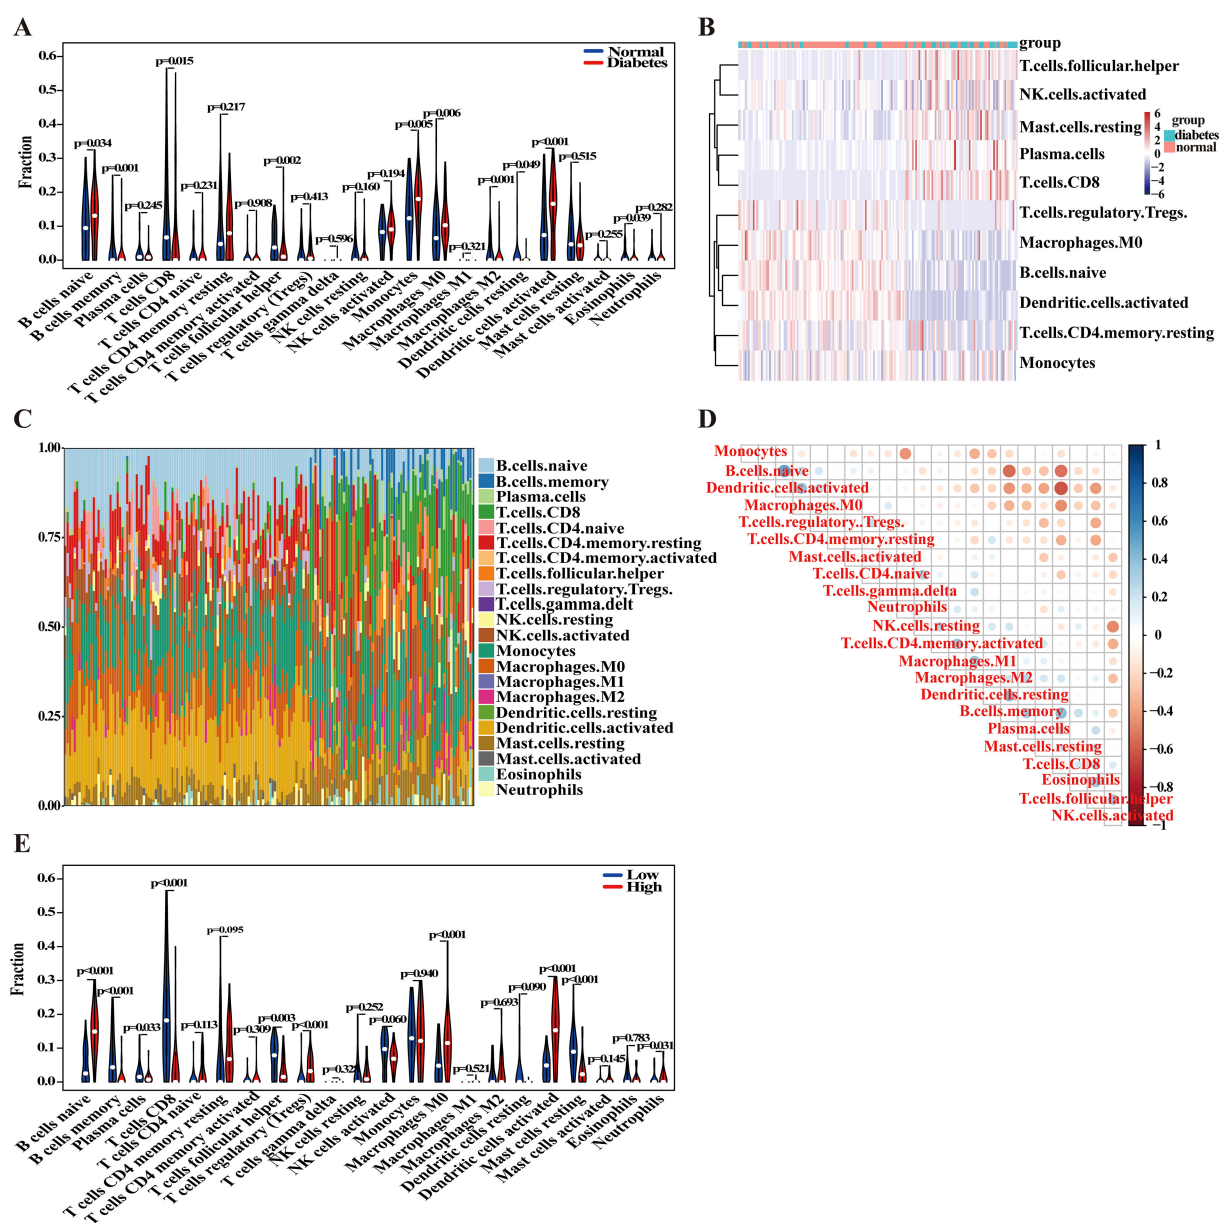 A
Fraction
0.6
0.5
0.4
0.3
0.2
0.1
0.0
Normal
Diabetes
p=0.034
p=0.001
p=0.245
p=0.015
p=0.231
p=0.217
p=0.908
p=0.002
p=0.413
p=0.596
p=0.160
p=0.194
p=0.005
p=0.006
p=0.321
p=0.001
p=0.049
p<0.001
p=0.515
p=0.255
p=0.039
p=0.282
B cells naive
B cells memory
Plasma cells
T cells CD8
T cells CD4 naive
T cells CD4 memory resting
T cells CD4 memory activated
T cells follicular helper
T cells regulatory (Tregs)
T cells gamma delta
NK cells resting
NK cells activated
Monocytes
Macrophages M0
Macrophages M1
Macrophages M2
Dendritic cells resting
Dendritic cells activated
Mast cells resting
Mast cells activated
Eosinophils
Neutrophils
B
group
T.cells.follicular.helper
NK.cells.activated
Mast.cells.resting
Plasma.cells
T.cells.CD8
T.cells.regulatory.Tregs.
Macrophages.M0
B.cells.naive
Dendritic.cells.activated
T.cells.CD4.memory.resting
Monocytes
6
4
2
0
−2
−4
−6
group
diabetes
normal
C
1.00
0.75
0.50
0.25
0.00
B.cells.naive
B.cells.memory
Plasma.cells
T.cells.CD8
T.cells.CD4.naive
T.cells.CD4.memory.resting
T.cells.CD4.memory.activated
T.cells.follicular.helper
T.cells.regulatory.Tregs.
T.cells.gamma.delt
NK.cells.resting
NK.cells.activated
Monocytes
Macrophages.M0
Macrophages.M1
Macrophages.M2
Dendritic.cells.resting
Dendritic.cells.activated
Mast.cells.resting
Mast.cells.activated
Eosinophils
Neutrophils
D
Monocytes
B.cells.naive
Dendritic.cells.activated
Macrophages.M0
T.cells.regulatory..Tregs.
T.cells.CD4.memory.resting
Mast.cells.activated
T.cells.CD4.naive
T.cells.gamma.delta
Neutrophils
NK.cells.resting
T.cells.CD4.memory.activated
Macrophages.M1
Macrophages.M2
Dendritic.cells.resting
B.cells.memory
Plasma.cells
Mast.cells.resting
T.cells.CD8
Eosinophils
T.cells.follicular.helper
NK.cells.activated
1
0.8
0.6
0.4
0.2
0
−0.2
−0.4
−0.6
−0.8
−1
E
Fraction
0.6
0.5
0.4
0.3
0.2
0.1
0.0
Low
High
p<0.001
p<0.001
p=0.033
p<0.001
p=0.113
p=0.095
p=0.309
p=0.003
p<0.001
p=0.252
p=0.060
p=0.940
p<0.001
p=0.521
p=0.693
p=0.090
p<0.001
p<0.001
p=0.145
p=0.783
p=0.031
B cells naive
B cells memory
Plasma cells
T cells CD8
T cells CD4 naive
T cells CD4 memory resting
T cells CD4 memory activated
T cells follicular helper
T cells regulatory (Tregs)
T cells gamma delta
NK cells resting
NK cells activated
Monocytes
Macrophages M0
Macrophages M1
Macrophages M2
Dendritic cells resting
Dendritic cells activated
Mast cells resting
Mast cells activated
Eosinophils
Neutrophils